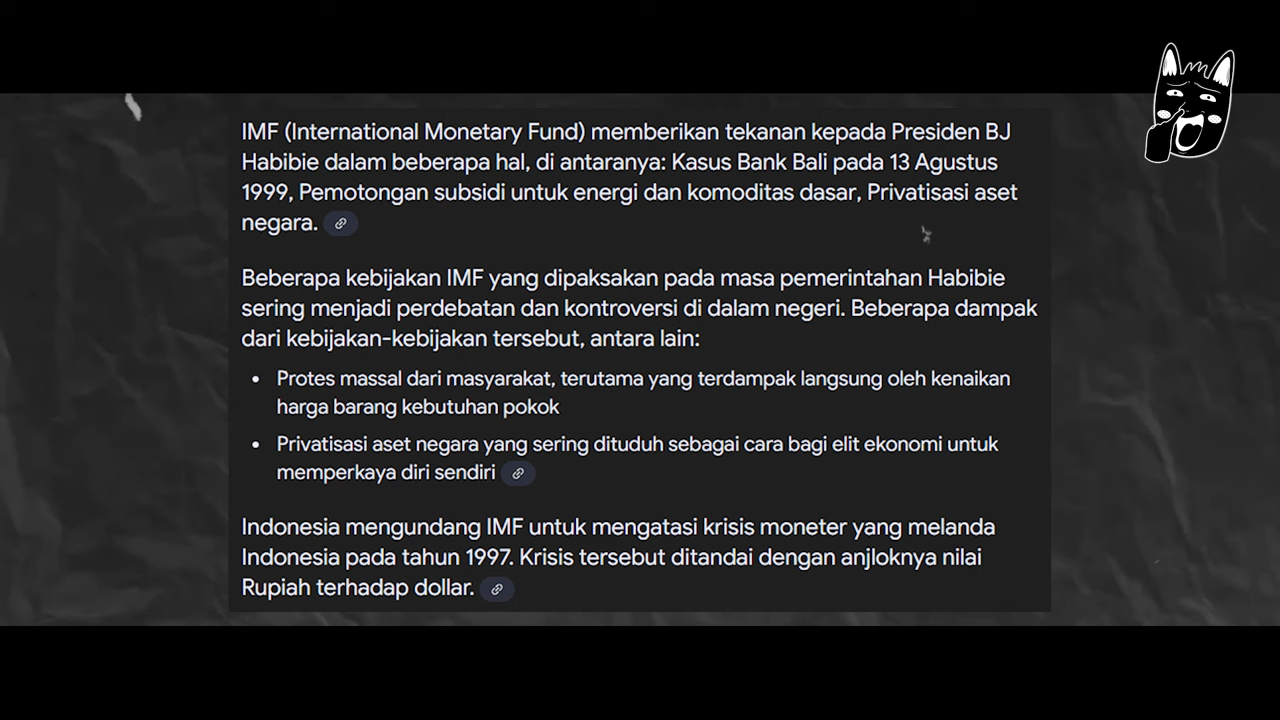 IMF (International Monetary Fund) memberikan tekanan kepada Presiden BJ
Habibie dalam beberapa hal, di antaranya: Kasus Bank Bali pada 13 Agustus
1999, Pemotongan subsidi untuk energi dan komoditas dasar, Privatisasi aset
negara.
Beberapa kebijakan IMF yang dipaksakan pada masa pemerintahan Habibie
sering menjadi perdebatan dan kontroversi di dalam negeri. Beberapa dampak
dari kebijakan-kebijakan tersebut, antara lain:
• Protes massal dari masyarakat, terutama yang terdampak langsung oleh kenaikan
harga barang kebutuhan pokok
• Privatisasi aset negara yang sering dituduh sebagai cara bagi elit ekonomi untuk
memperkaya diri sendiri
Indonesia mengundang IMF untuk mengatasi krisis moneter yang melanda
Indonesia pada tahun 1997. Krisis tersebut ditandai dengan anjloknya nilai
Rupiah terhadap dollar.